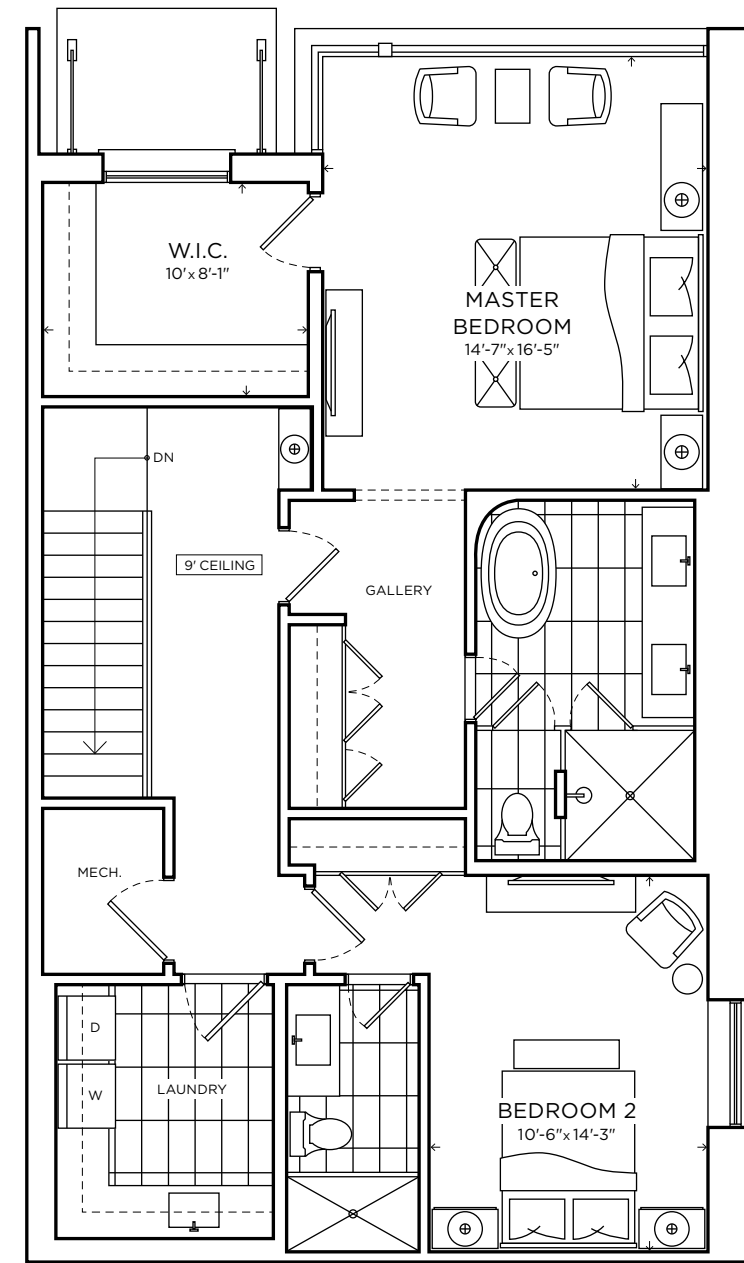 W.I.C.
10' x 8'-1"
MASTER
BEDROOM
14'-7" x 16'-5"
DN
9' CEILING
GALLERY
MECH.
D
W
LAUNDRY
BEDROOM 2
10'-6" x 14'-3"